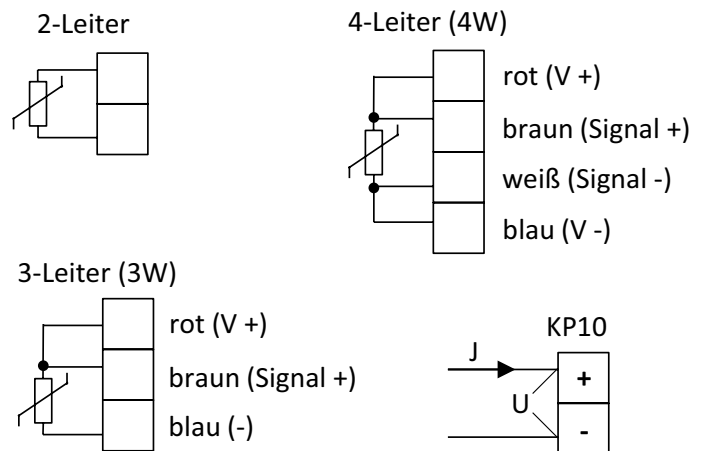 2-Leiter
4-Leiter (4W)
rot (V +)
braun (Signal +)
weiß (Signal -)
blau (V -)
3-Leiter (3W)
rot (V +)
braun (Signal +)
blau (-)
KP10
J
+
U
-